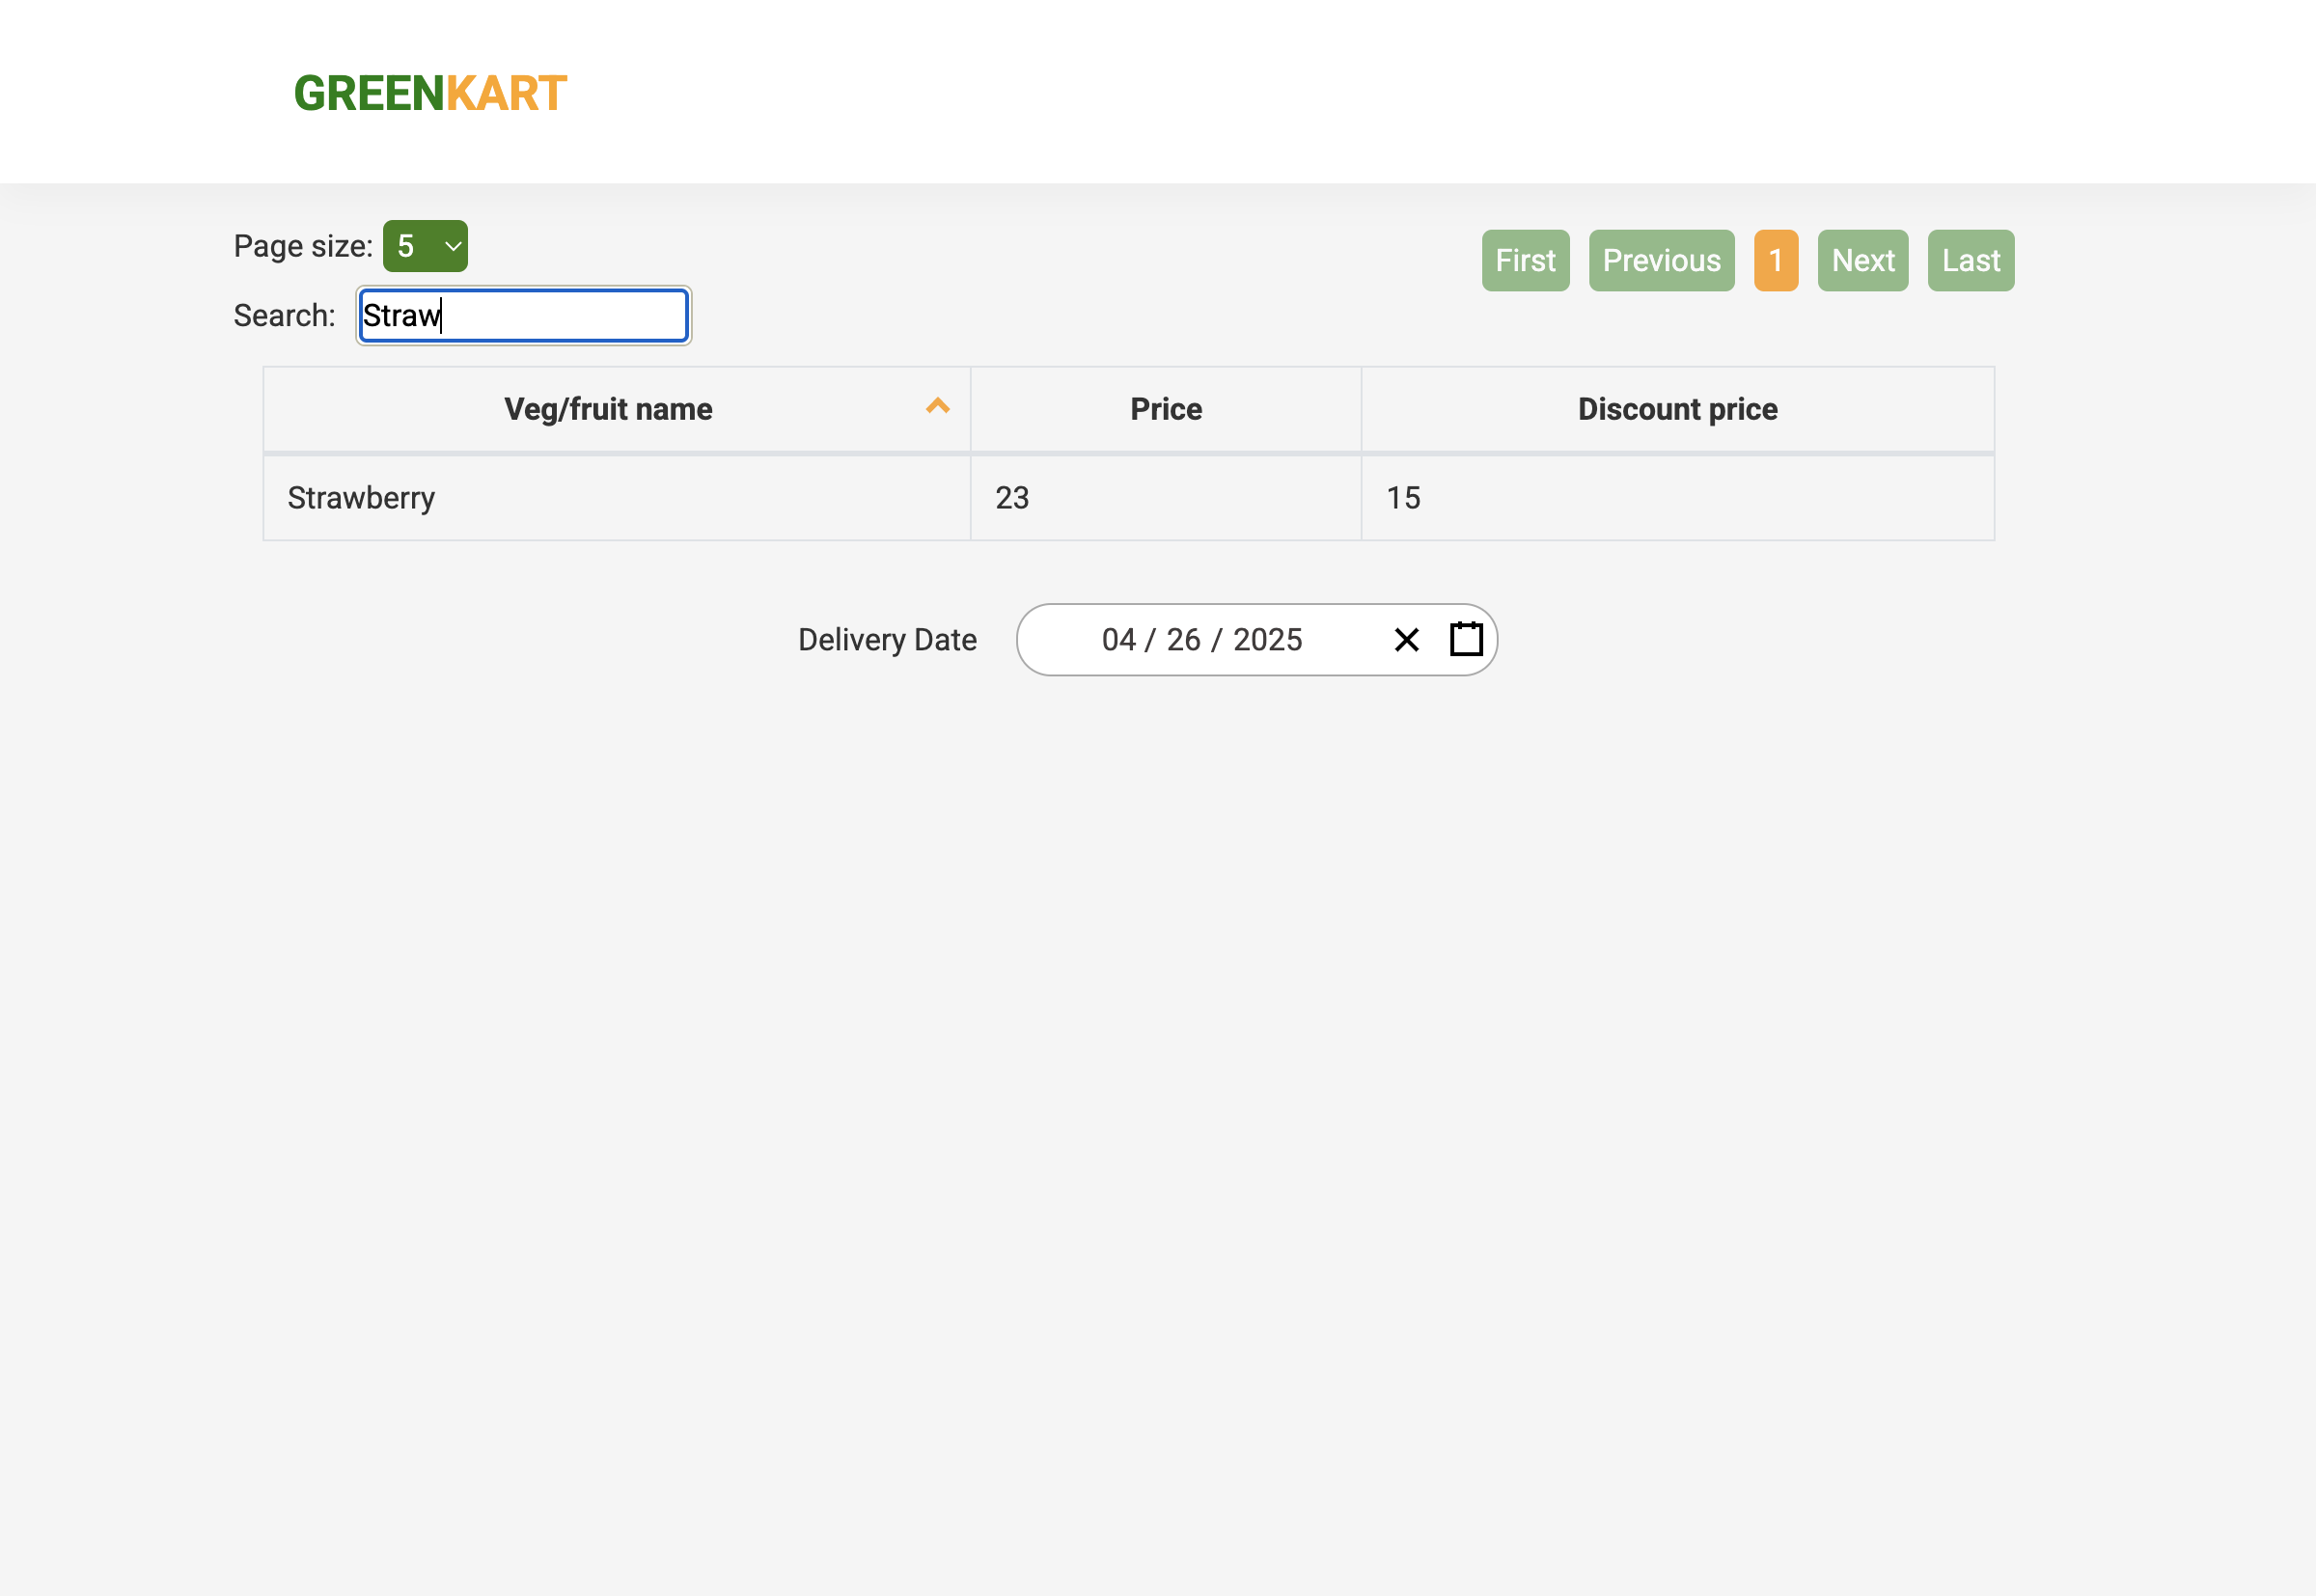 GREENKART
Page size: 5
First Previous 1 Next Last
Search: Straw
Veg/fruit name Price Discount price
Strawberry 23 15
Delivery Date 04 / 26 / 2025